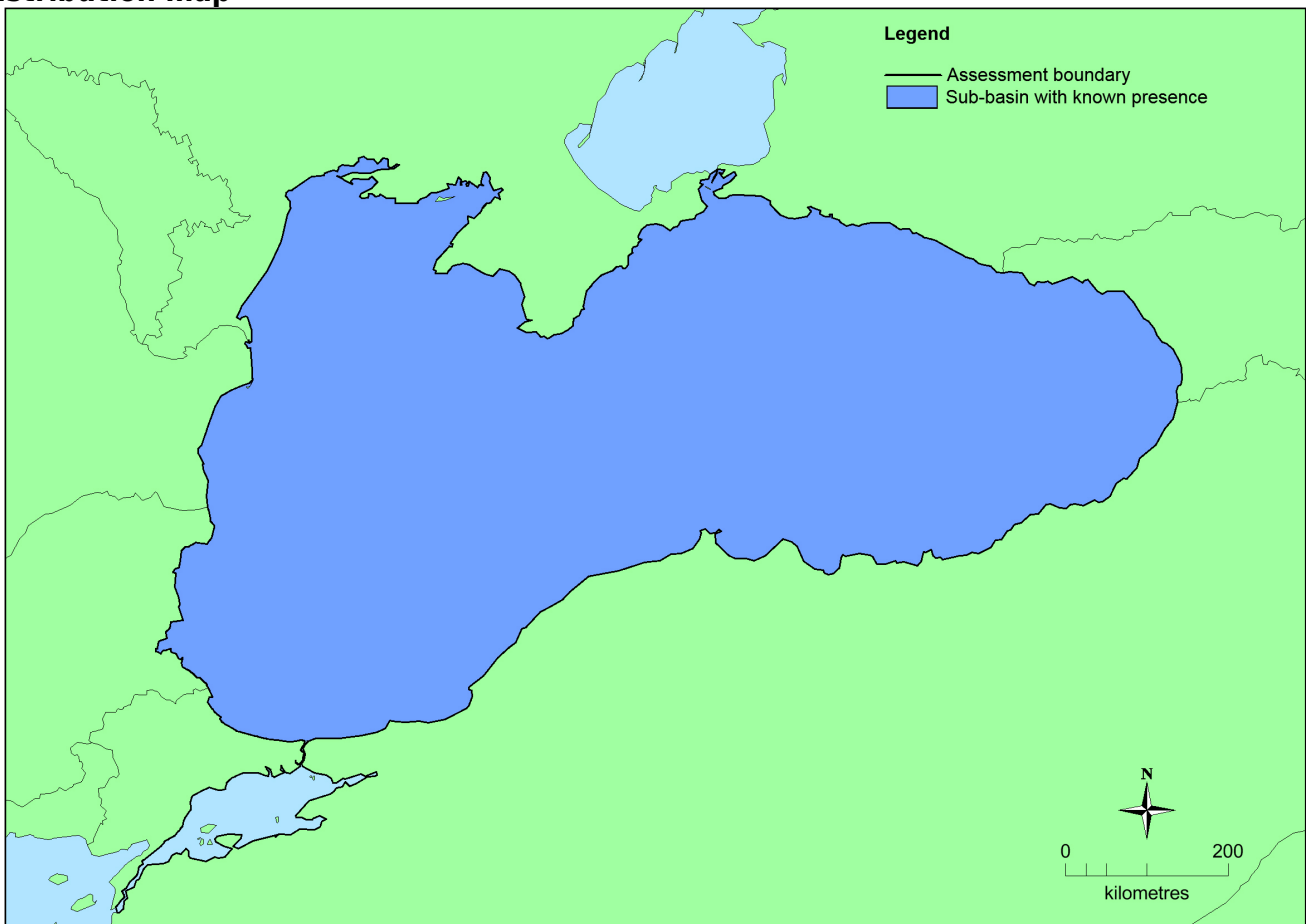 Legend
Assessment boundary
Sub-basin with known presence
N
0 200
kilometres